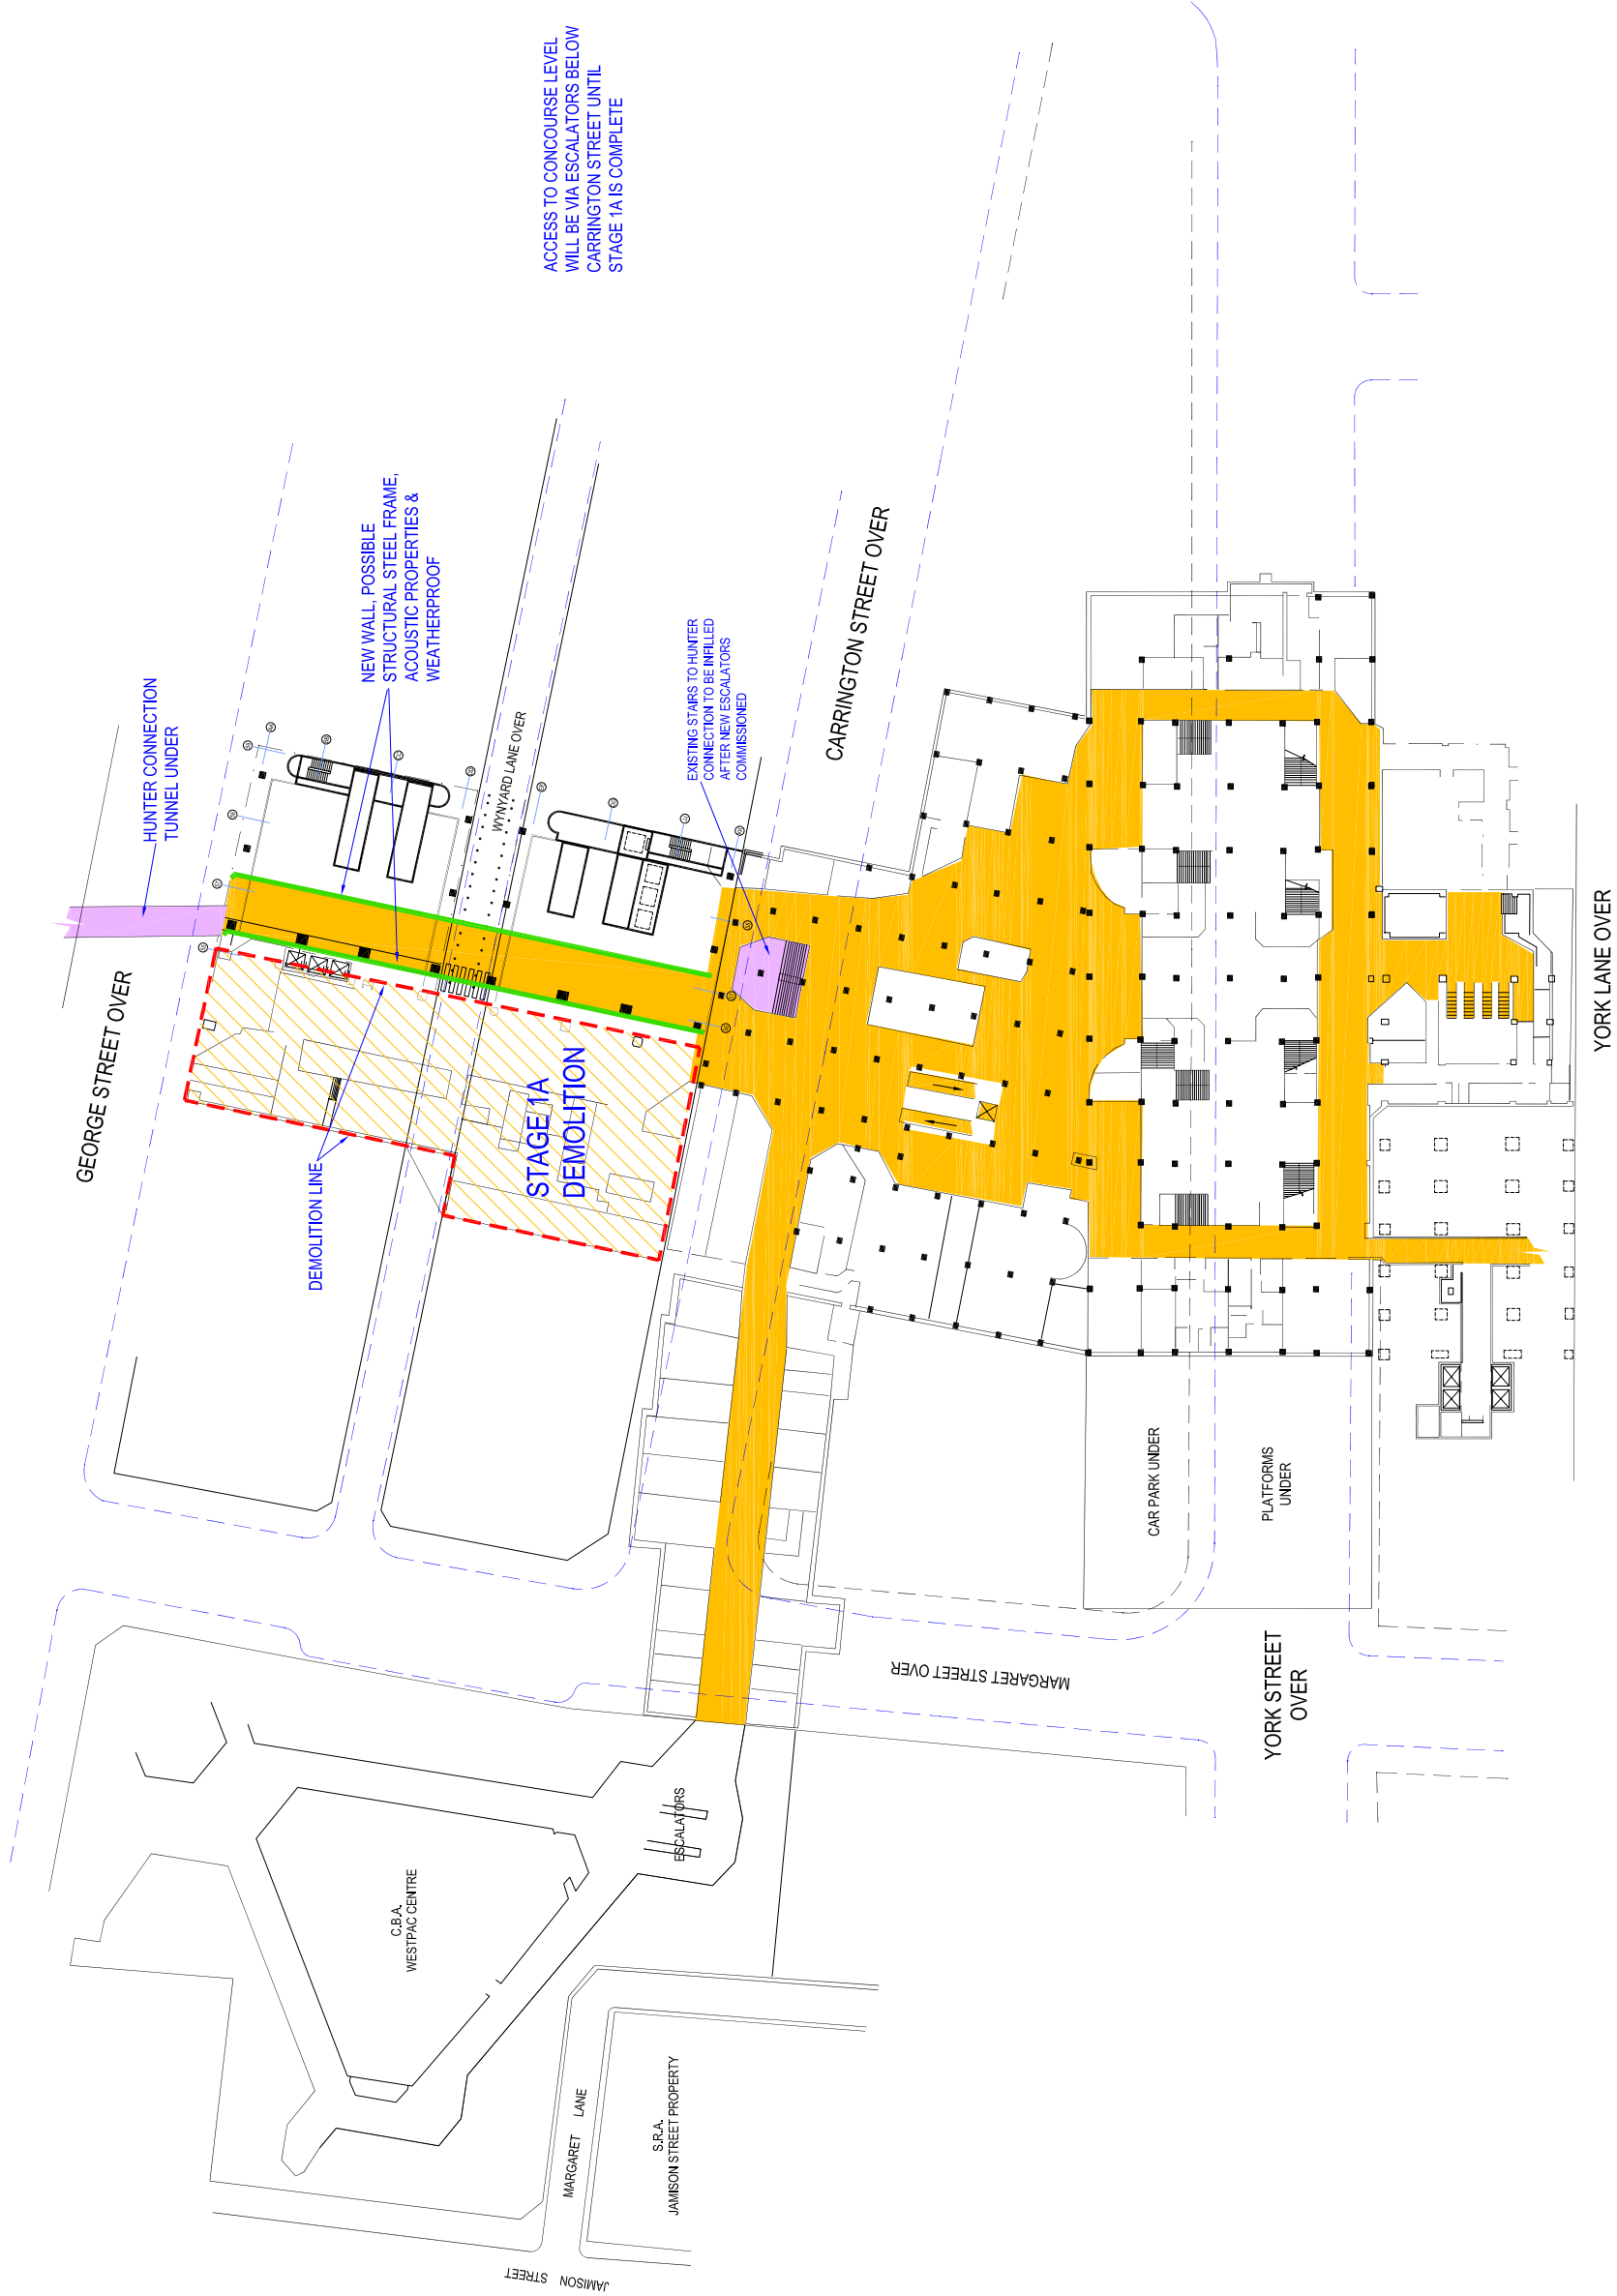 ACCESS TO CONCOURSE LEVEL
WILL BE VIA ESCALATORS BELOW
CARRINGTON STREET UNTIL
STAGE 1A IS COMPLETE
NEW WALL, POSSIBLE
STRUCTURAL STEEL FRAME,
ACOUSTIC PROPERTIES &
WEATHERPROOF
HUNTER CONNECTION
TUNNEL UNDER
WYNYARD LANE OVER
EXISTING STAIRS TO HUNTER
CONNECTION TO BE INFILLED
AFTER NEW ESCALATORS
COMMISSIONED
CARRINGTON STREET OVER
GEORGE STREET OVER
DEMOLITION LINE
STAGE 1A
DEMOLITION
YORK LANE OVER
CAR PARK UNDER
PLATFORMS
UNDER
MARGARET STREET OVER
YORK STREET
OVER
ESCALATORS
C.B.A.
WESTPAC CENTRE
MARGARET LANE
S.R.A.
JAMISON STREET PROPERTY
JAMISON STREET